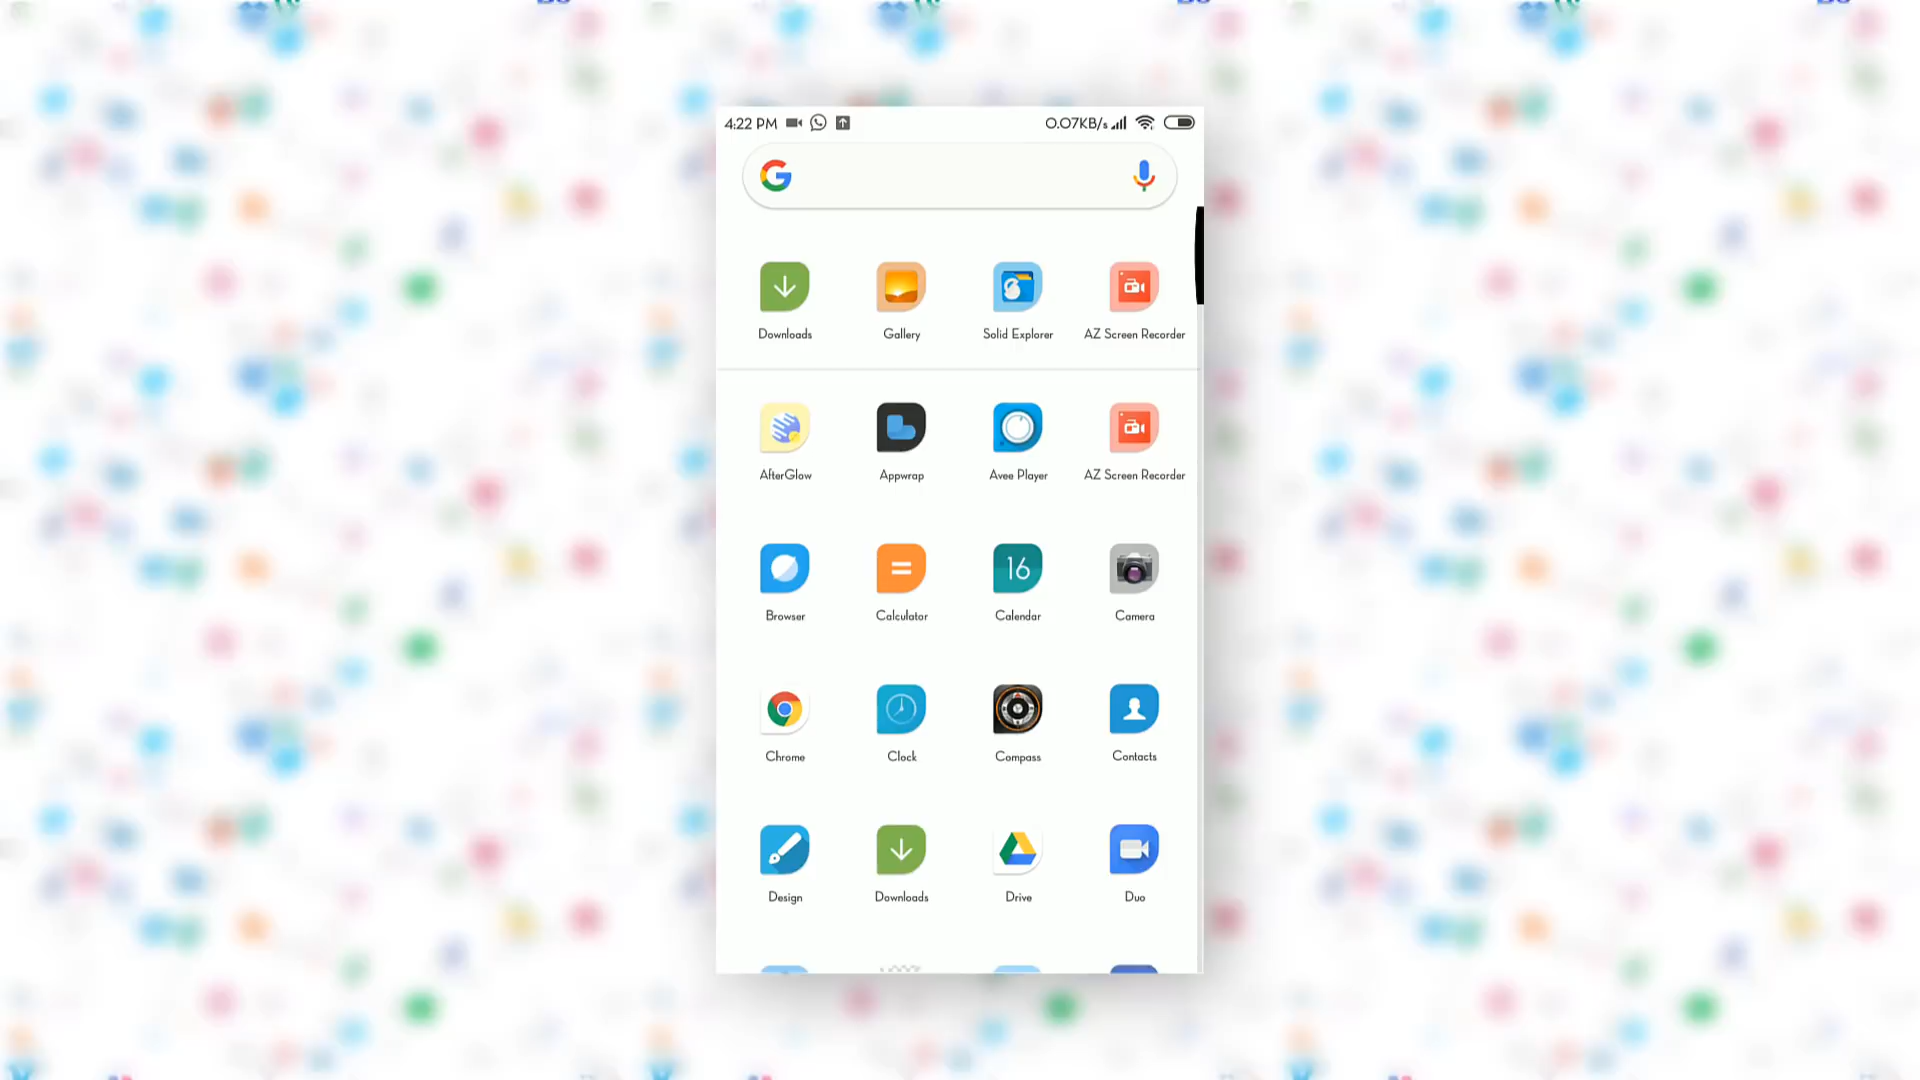 4:22 PM 0.07KB/s
Downloads Gallery Solid Explorer AZ Screen Recorder
AfterGlow Appwrap Avee Player AZ Screen Recorder
16
Browser Calculator Calendar Camera
Chrome Clock Compass Contacts
Design Downloads Drive Duo